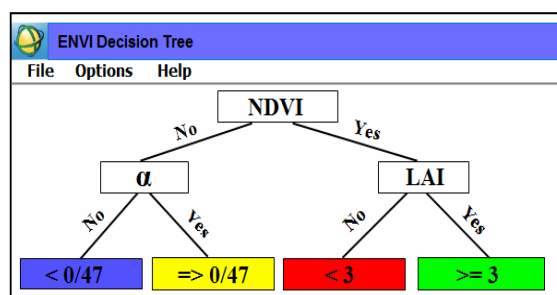 ENVI Decision Tree
File Options Help
NDVI
No Yes
α LAI
No Yes No Yes
< 0/47 => 0/47 < 3 >= 3